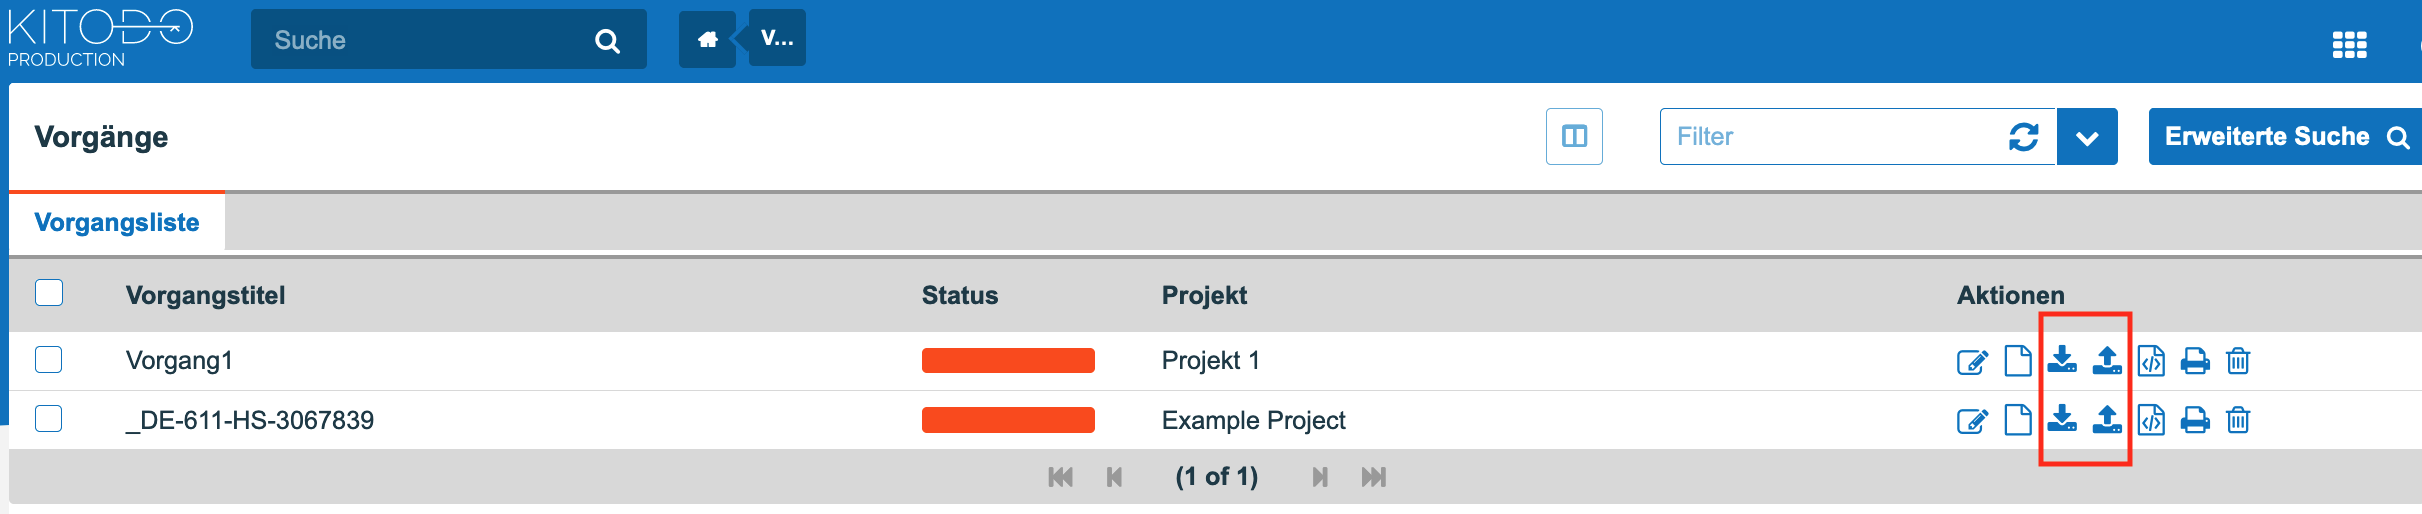 KITODO
PRODUCTION
Suche
V...
Vorgänge
Filter
Erweiterte Suche
Vorgangsliste
Vorgangstitel Status Projekt Aktionen
Vorgang1 Projekt 1
_DE-611-HS-3067839 Example Project
(1 of 1)